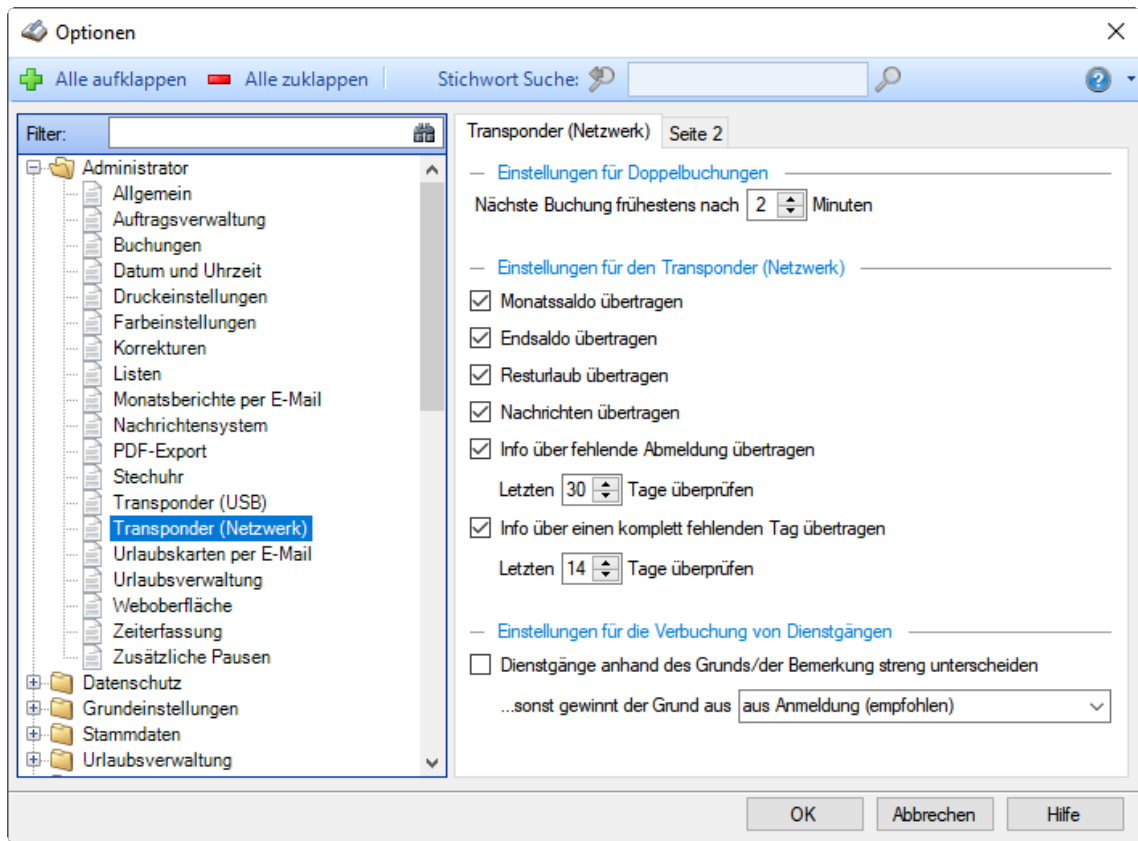 Optionen
Alle aufklappen Alle zuklappen Stichwort Suche:
Filter:
Administrator
Allgemein
Auftragsverwaltung
Buchungen
Datum und Uhrzeit
Druckeinstellungen
Farbeinstellungen
Korrekturen
Listen
Monatsberichte per E-Mail
Nachrichtensystem
PDF-Export
Stechuhr
Transponder (USB)
Transponder (Netzwerk)
Urlaubskarten per E-Mail
Urlaubsverwaltung
Weboberfläche
Zeiterfassung
Zusätzliche Pausen
Datenschutz
Grundeinstellungen
Stammdaten
Urlaubsverwaltung
Transponder (Netzwerk) Seite 2
Einstellungen für Doppelbuchungen
Nächste Buchung frühestens nach 2 Minuten
Einstellungen für den Transponder (Netzwerk)
Monatssaldo übertragen
Endsaldo übertragen
Resturlaub übertragen
Nachrichten übertragen
Info über fehlende Abmeldung übertragen
Letzten 30 Tage überprüfen
Info über einen komplett fehlenden Tag übertragen
Letzten 14 Tage überprüfen
Einstellungen für die Verbuchung von Dienstgängen
Dienstgänge anhand des Grunds/der Bemerkung streng unterscheiden
...sonst gewinnt der Grund aus aus Anmeldung (empfohlen)
OK Abbrechen Hilfe